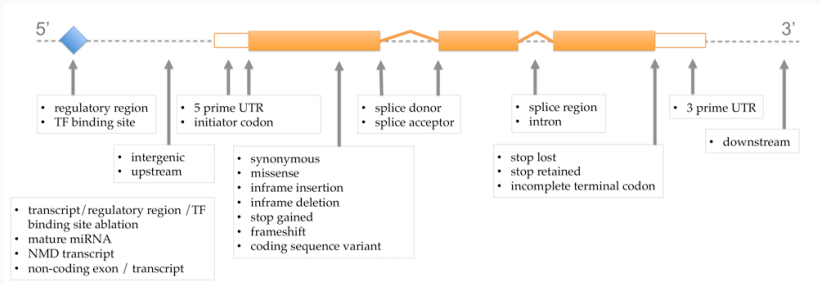 5’
3’
• regulatory region
• TF binding site
• 5 prime UTR
• initiator codon
• splice donor
• splice acceptor
• splice region
• intron
• 3 prime UTR
• downstream
• intergenic
• upstream
• synonymous
• missense
• inframe insertion
• inframe deletion
• stop gained
• frameshift
• coding sequence variant
• stop lost
• stop retained
• incomplete terminal codon
• transcript/regulatory region /TF
binding site ablation
• mature miRNA
• NMD transcript
• non-coding exon / transcript